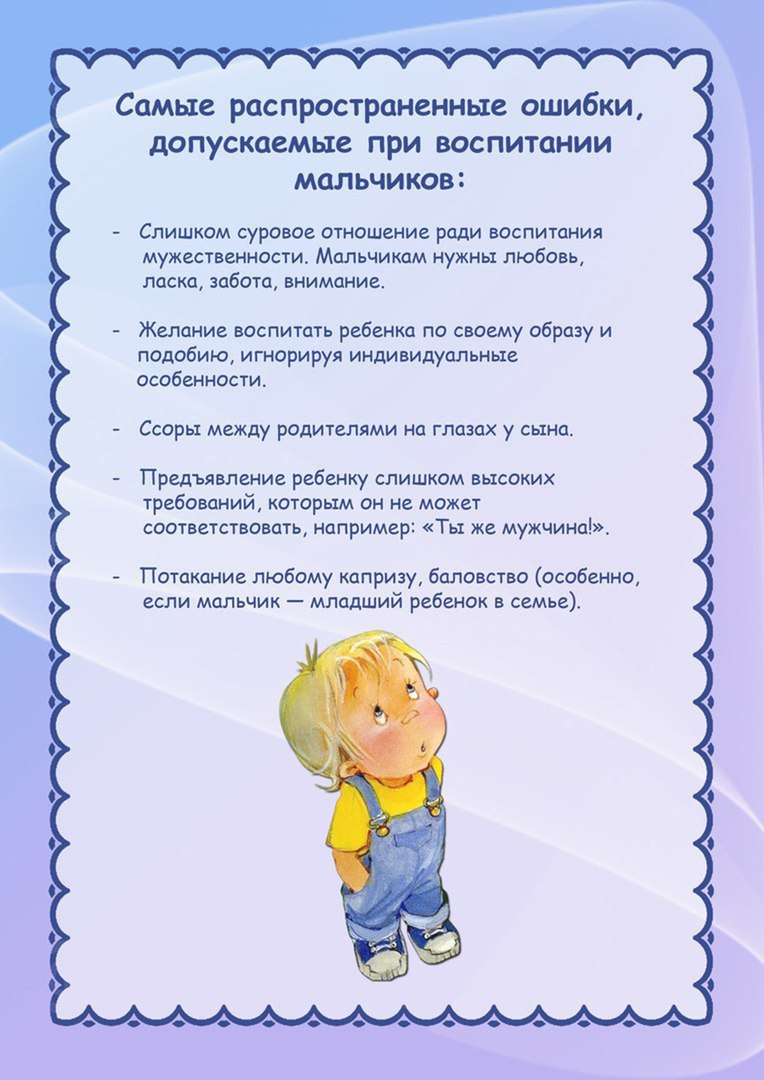 Самые распространенные ошибки,
допускаемые при воспитании
мальчиков:
- Слишком суровое отношение ради воспитания
мужественности. Мальчикам нужны любовь,
ласка, забота, внимание.
- Желание воспитать ребенка по своему образу и
подобию, игнорируя индивидуальные
особенности.
- Ссоры между родителями на глазах у сына.
- Предъявление ребенку слишком высоких
требований, которым он не может
соответствовать, например: «Ты же мужчина!».
- Потакание любому капризу, баловство (особенно,
если мальчик — младший ребенок в семье).